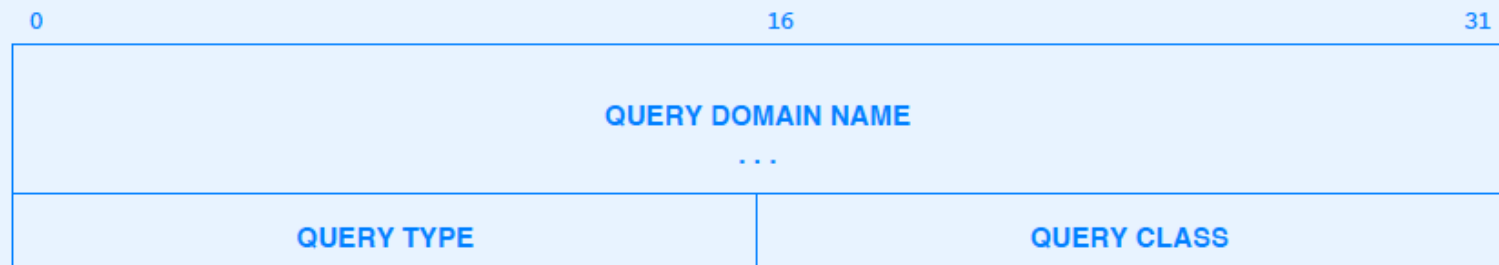 0 16 31
QUERY DOMAIN NAME
. . .
QUERY TYPE QUERY CLASS